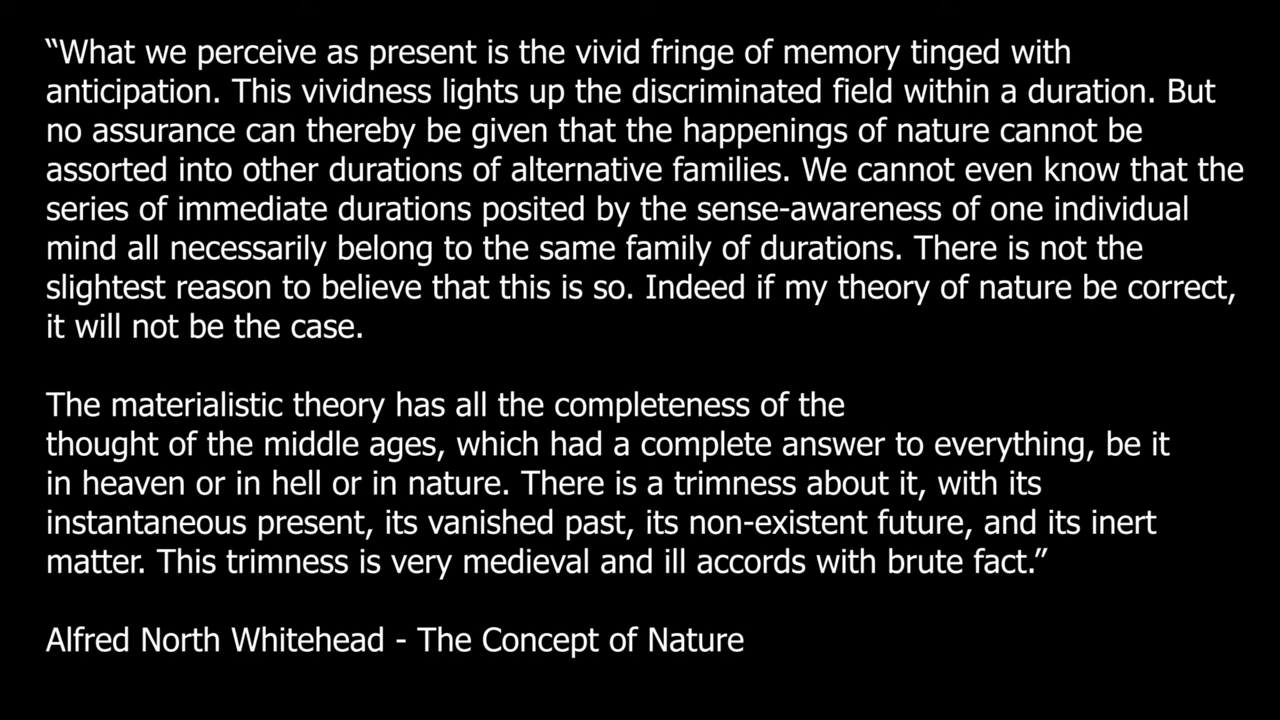 “What we perceive as present is the vivid fringe of memory tinged with
anticipation. This vividness lights up the discriminated field within a duration. But
no assurance can thereby be given that the happenings of nature cannot be
assorted into other durations of alternative families. We cannot even know that the
series of immediate durations posited by the sense-awareness of one individual
mind all necessarily belong to the same family of durations. There is not the
slightest reason to believe that this is so. Indeed if my theory of nature be correct,
it will not be the case.
The materialistic theory has all the completeness of the
thought of the middle ages, which had a complete answer to everything, be it
in heaven or in hell or in nature. There is a trimness about it, with its
instantaneous present, its vanished past, its non-existent future, and its inert
matter. This trimness is very medieval and ill accords with brute fact.”
Alfred North Whitehead - The Concept of Nature